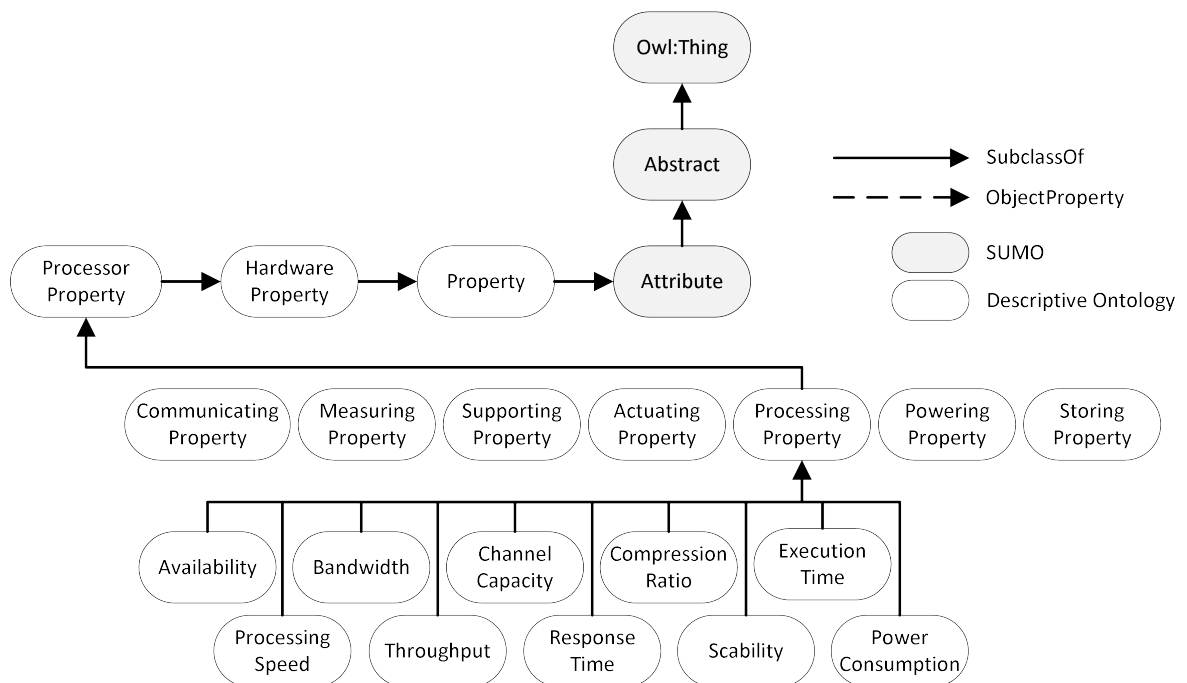 Owl:Thing
Abstract
SubclassOf
ObjectProperty
SUMO
Descriptive Ontology
Processor
Property
Hardware
Property
Property
Attribute
Communicating
Property
Measuring
Property
Supporting
Property
Actuating
Property
Processing
Property
Powering
Property
Storing
Property
Availability
Bandwidth
Channel
Capacity
Compression
Ratio
Execution
Time
Processing
Speed
Throughput
Response
Time
Scability
Power
Consumption